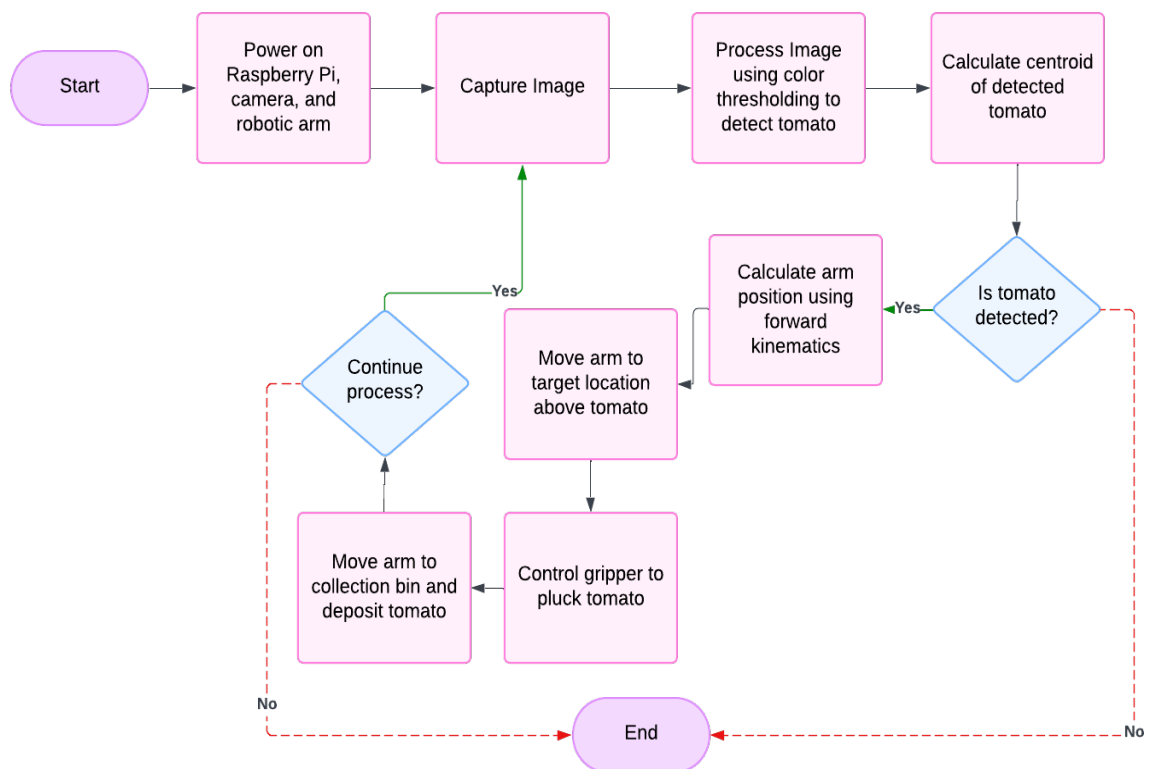 Start
Power on
Raspberry Pi,
camera, and
robotic arm
Capture Image
Process Image
using color
thresholding to
detect tomato
Calculate centroid
of detected
tomato
Is tomato
detected?
Yes
Calculate arm
position using
forward
kinematics
Move arm to
target location
above tomato
Control gripper to
pluck tomato
Move arm to
collection bin and
deposit tomato
Continue
process?
Yes
No
End
No